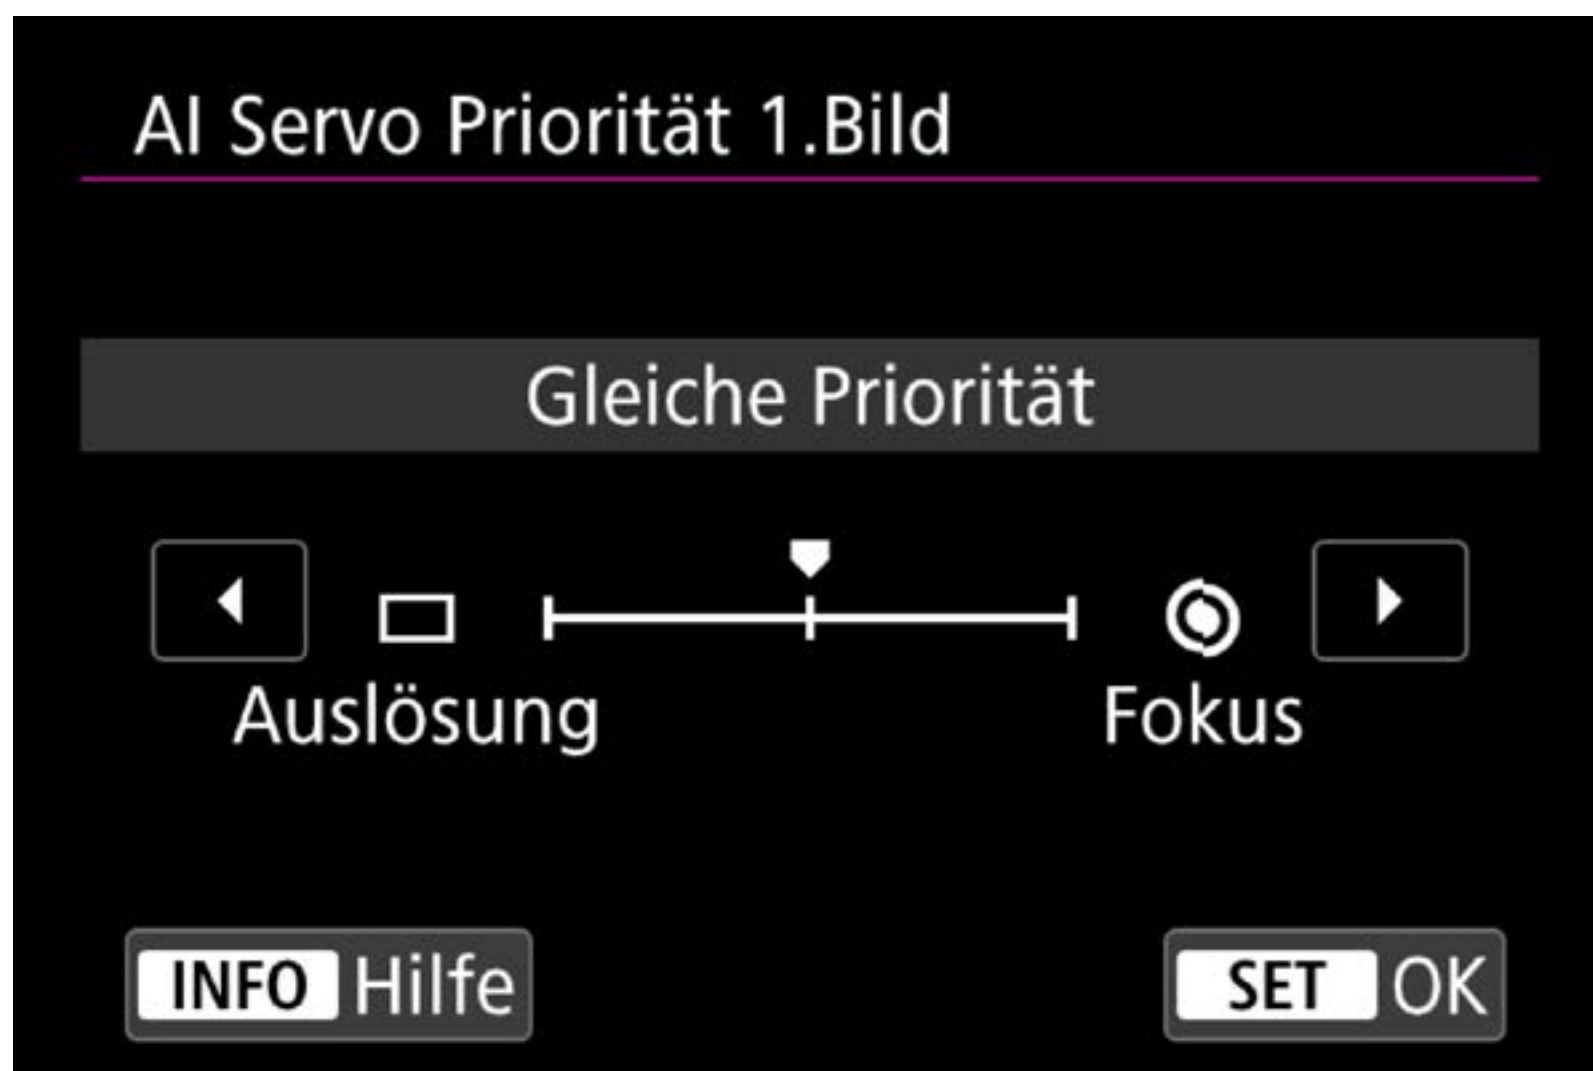 AI Servo Priorität 1.Bild
Gleiche Priorität
Auslösung
Fokus
INFO Hilfe
SET OK